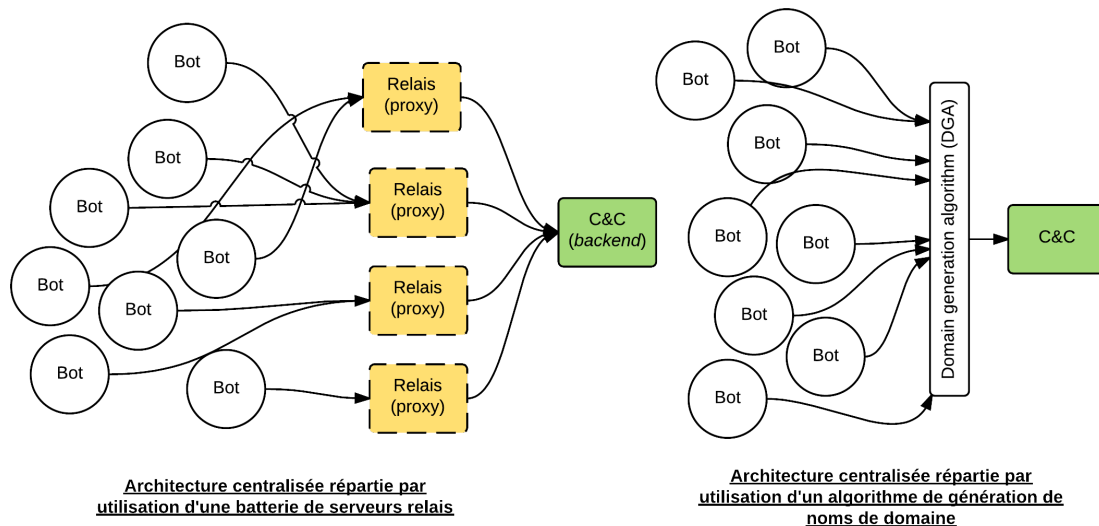 Bot
Bot
Bot
Bot
Bot
Bot
Bot
Bot
Relais
(proxy)
Relais
(proxy)
Relais
(proxy)
Relais
(proxy)
C&C
(backend)
Architecture centralisée répartie par
utilisation d'une batterie de serveurs relais
Bot
Bot
Bot
Bot
Bot
Bot
Bot
Bot
Domain generation algorithm (DGA)
C&C
Architecture centralisée répartie par
utilisation d'un algorithme de génération de
noms de domaine